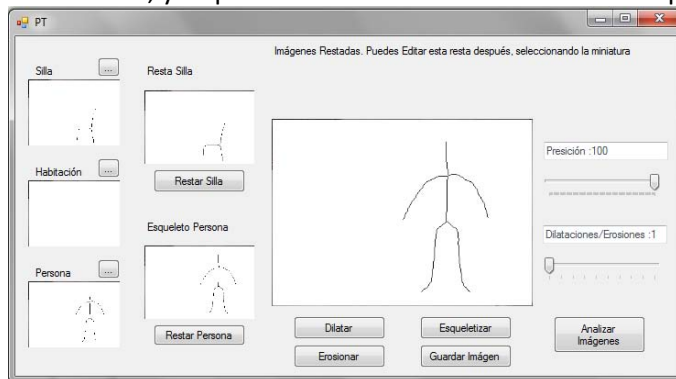 PT
Imágenes Restadas. Puedes Editar esta resta después, seleccionando la miniatura
Silla
...
Resta Silla
Habitación
...
Restar Silla
Presición :100
Esqueleto Persona
Dilataciones/Erosiones :1
Persona
...
Restar Persona
Dilatar
Esqueletizar
Analizar
Imágenes
Erosionar
Guardar Imágen